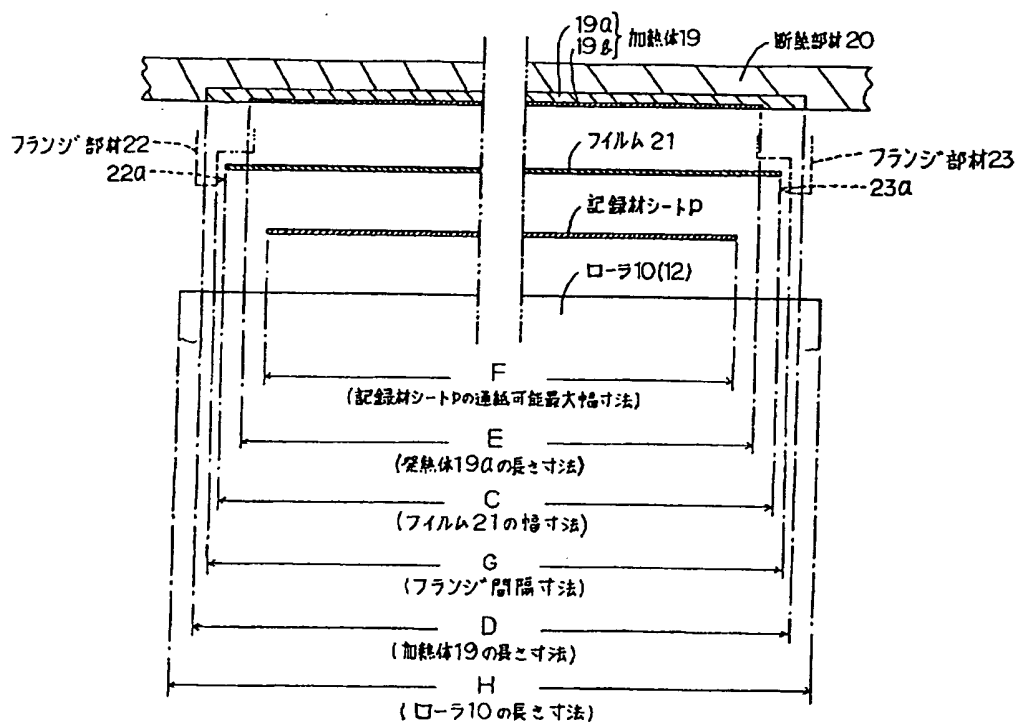 19a
19b
加熱体19
断熱部材20
フランジ部材22
22a
フイルム21
フランジ部材23
23a
記録材シートP
ローラ10(12)
F
(記録材シートPの通紙可能最大幅寸法)
E
(発熱体19aの長さ寸法)
C
(フイルム21の幅寸法)
G
(フランジ間隔寸法)
D
(加熱体19の長さ寸法)
H
(ローラ10の長さ寸法)